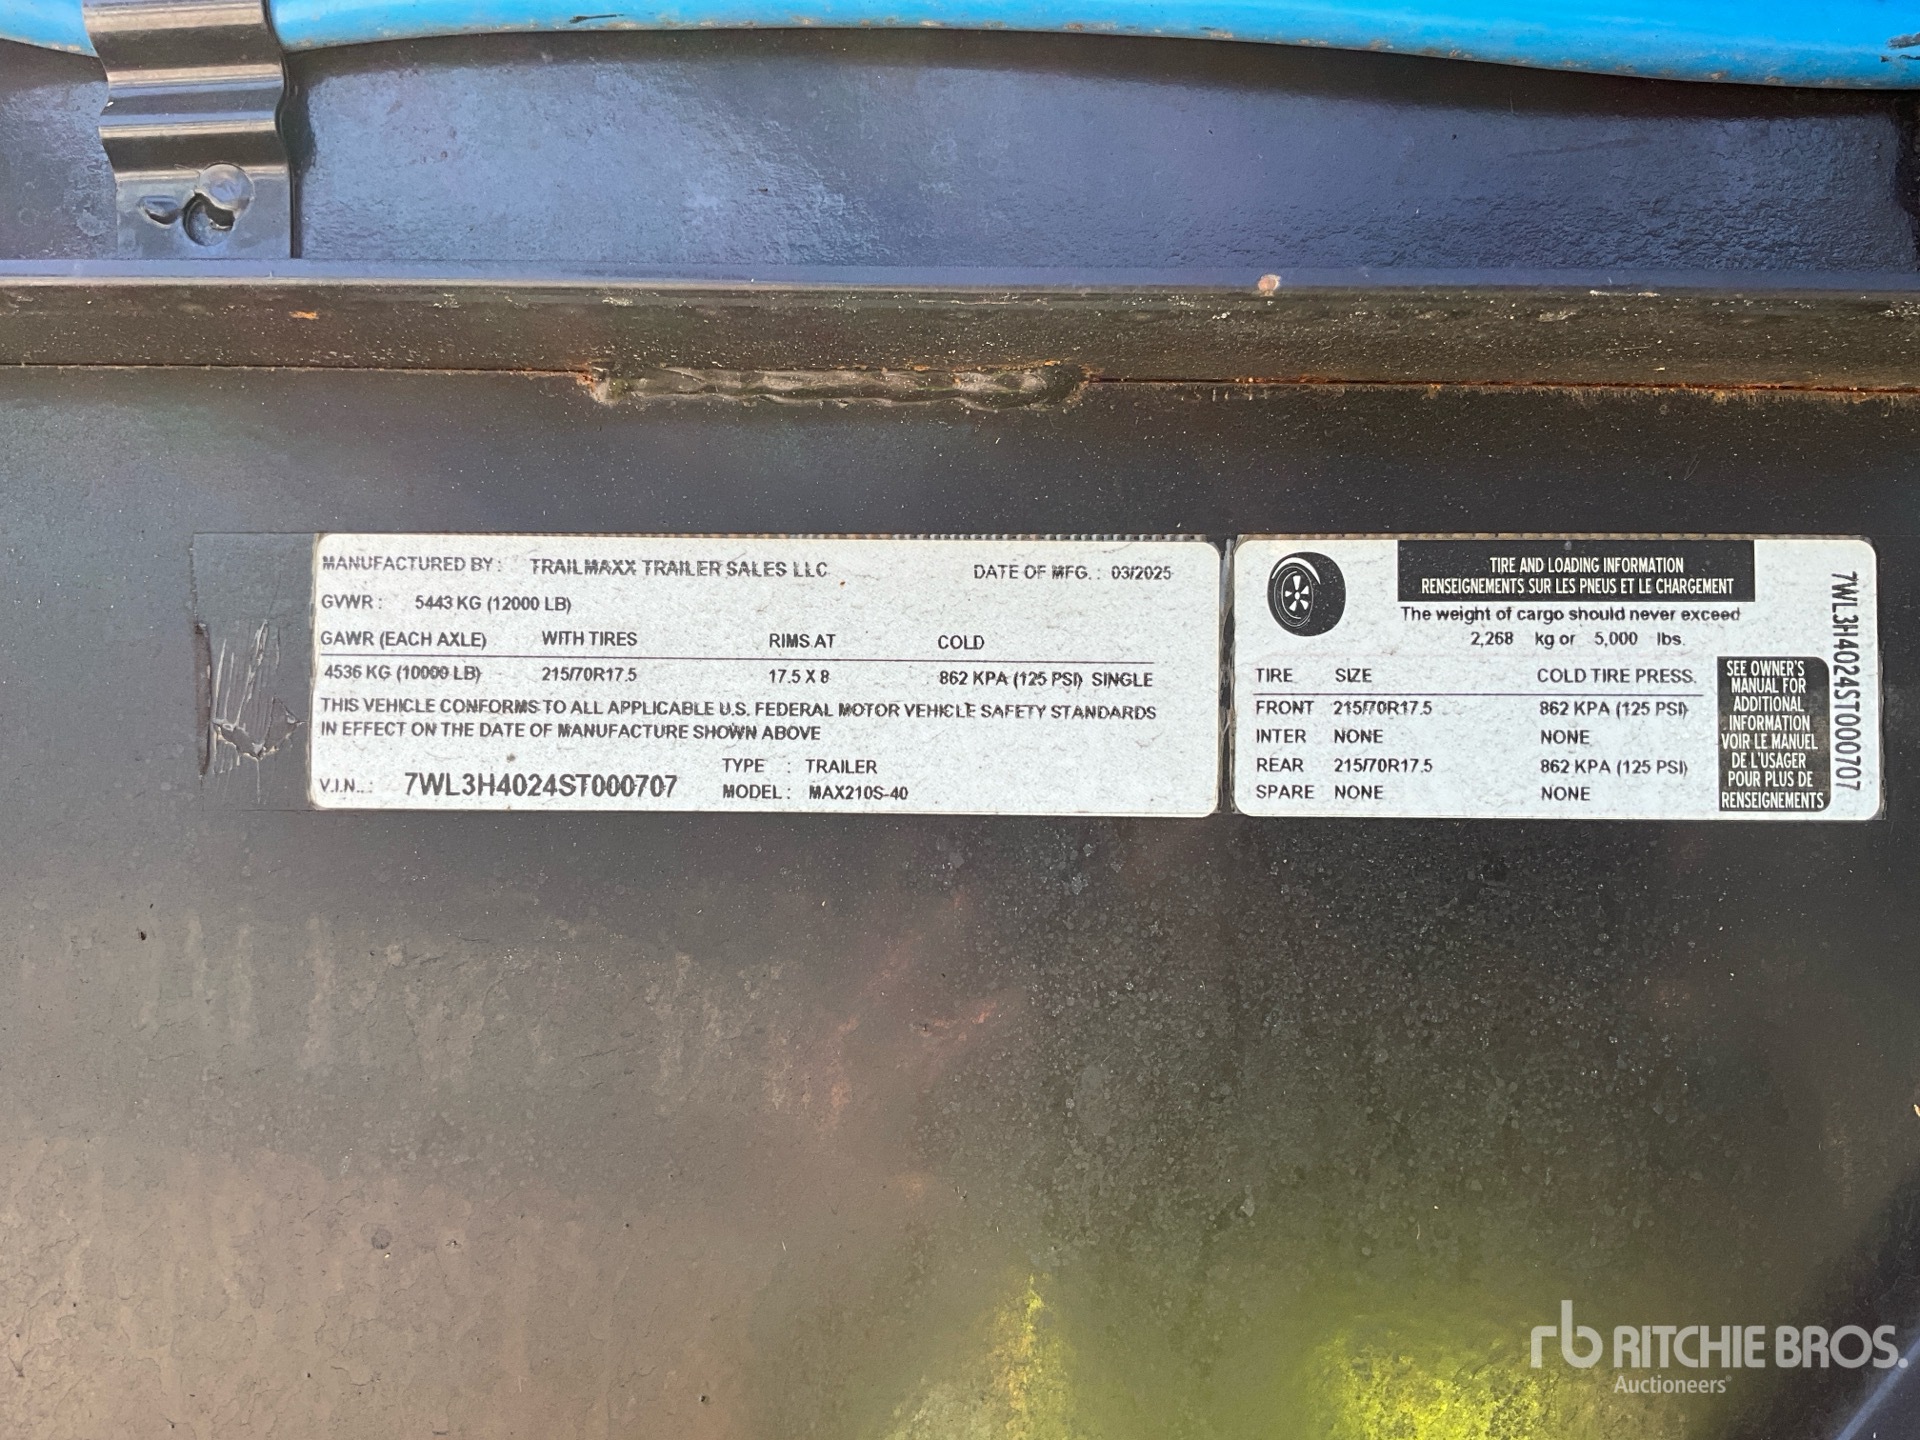 MANUFACTURED BY : TRAILMAXX TRAILER SALES LLC DATE OF MFG. : 03/2025
GVWR : 5443 KG (12000 LB)
GAWR (EACH AXLE) WITH TIRES RIMS AT COLD
4536 KG (10000 LB) 215/70R17.5 17.5 X 8 862 KPA (125 PSI) SINGLE
THIS VEHICLE CONFORMS TO ALL APPLICABLE U.S. FEDERAL MOTOR VEHICLE SAFETY STANDARDS
IN EFFECT ON THE DATE OF MANUFACTURE SHOWN ABOVE
TYPE : TRAILER
V.I.N..: 7WL3H4024ST000707 MODEL : MAX210S-40
TIRE AND LOADING INFORMATION
RENSEIGNEMENTS SUR LES PNEUS ET LE CHARGEMENT
The weight of cargo should never exceed
2,268 kg or 5,000 lbs.
TIRE SIZE COLD TIRE PRESS.
FRONT 215/70R17.5 862 KPA (125 PSI)
INTER NONE NONE
REAR 215/70R17.5 862 KPA (125 PSI)
SPARE NONE NONE
SEE OWNER'S
MANUAL FOR
ADDITIONAL
INFORMATION
VOIR LE MANUEL
DE L'USAGER
POUR PLUS DE
RENSEIGNEMENTS
7WL3H4024ST000707
rb RITCHIE BROS.
Auctioneers